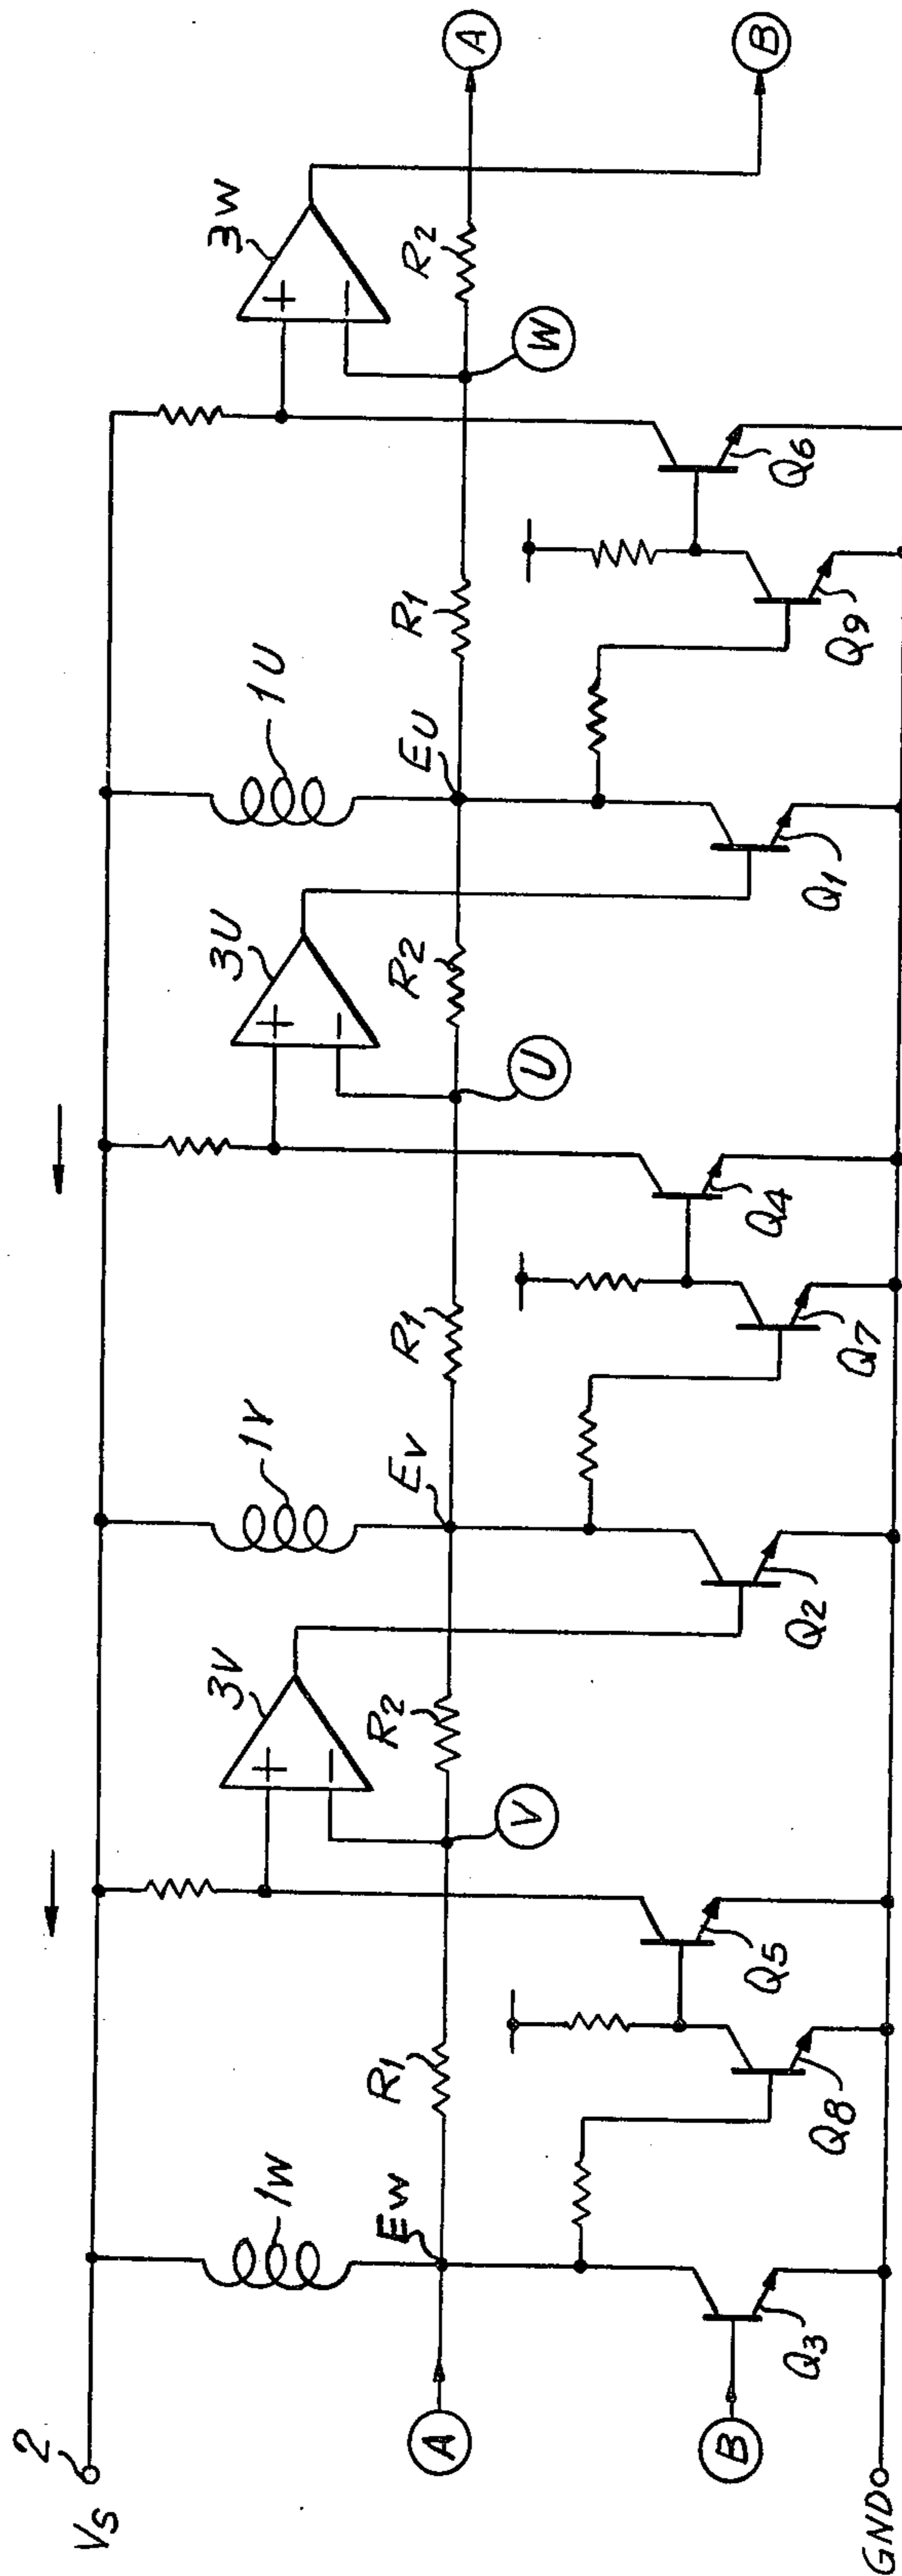 2
Vs
1W
3V
1V
3U
1U
3W
A
EW
R1
V
R2
EV
R1
U
R2
EU
R1
W
R2
A
B
Q3
Q8
Q5
Q2
Q7
Q4
Q1
Q9
Q6
B
GND
+
−
+
−
+
−